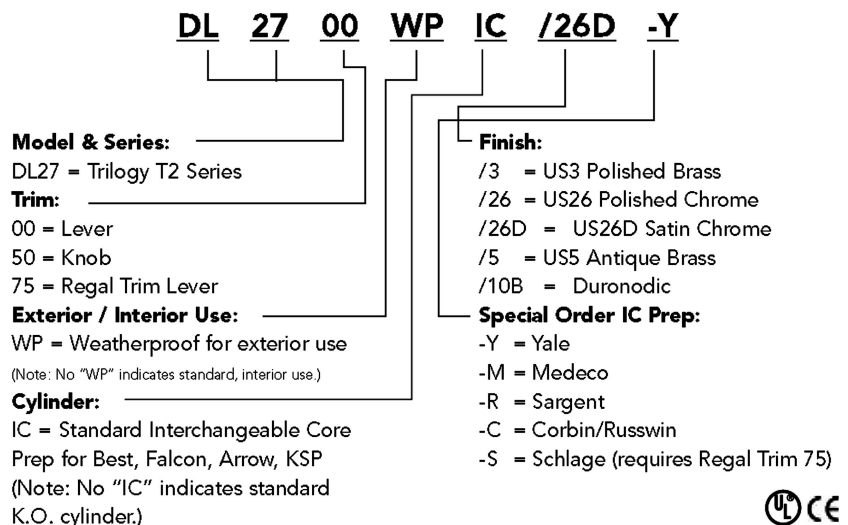 DL 27 00 WP IC /26D -Y
Model & Series:
DL27 = Trilogy T2 Series
Trim:
00 = Lever
50 = Knob
75 = Regal Trim Lever
Exterior / Interior Use:
WP = Weatherproof for exterior use
(Note: No “WP” indicates standard, interior use.)
Cylinder:
IC = Standard Interchangeable Core
Prep for Best, Falcon, Arrow, KSP
(Note: No “IC” indicates standard
K.O. cylinder.)
Finish:
/3 = US3 Polished Brass
/26 = US26 Polished Chrome
/26D = US26D Satin Chrome
/5 = US5 Antique Brass
/10B = Duronodic
Special Order IC Prep:
-Y = Yale
-M = Medeco
-R = Sargent
-C = Corbin/Russwin
-S = Schlage (requires Regal Trim 75)
UL® CE